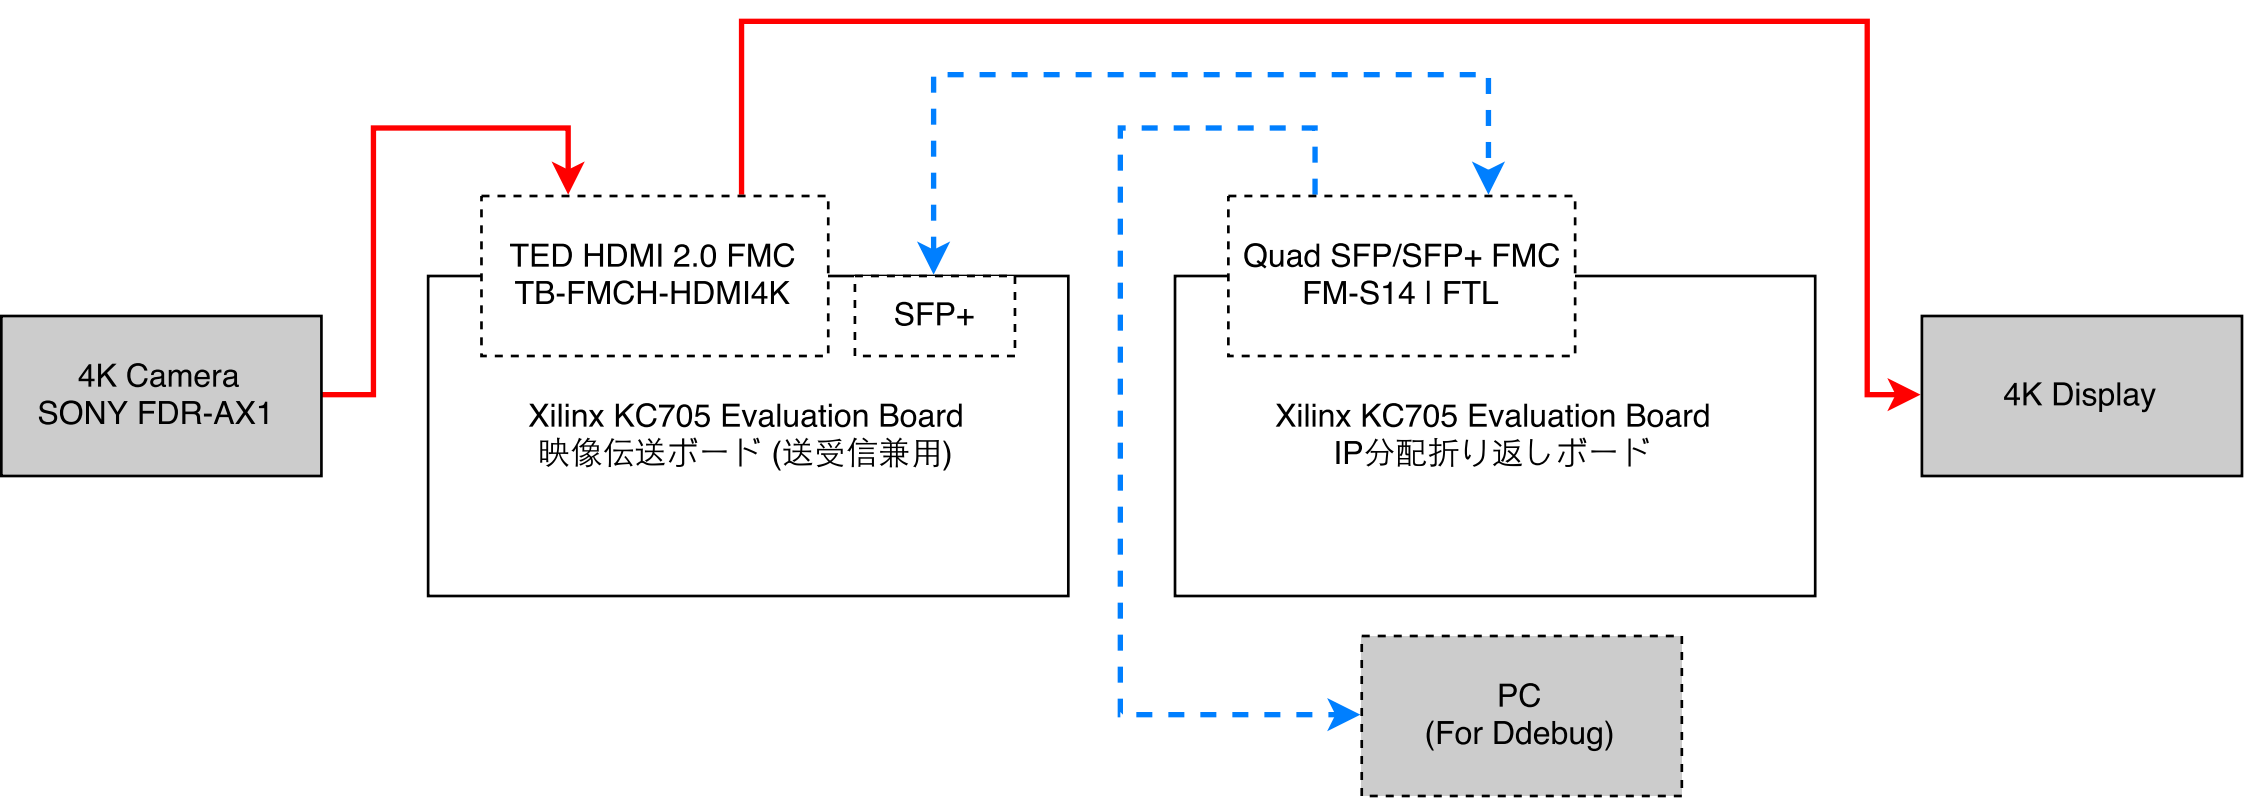 TED HDMI 2.0 FMC
TB-FMCH-HDMI4K
SFP+
Quad SFP/SFP+ FMC
FM-S14 | FTL
4K Camera
SONY FDR-AX1
Xilinx KC705 Evaluation Board
映像伝送ボード (送受信兼用)
Xilinx KC705 Evaluation Board
IP分配折り返しボード
4K Display
PC
(For Ddebug)